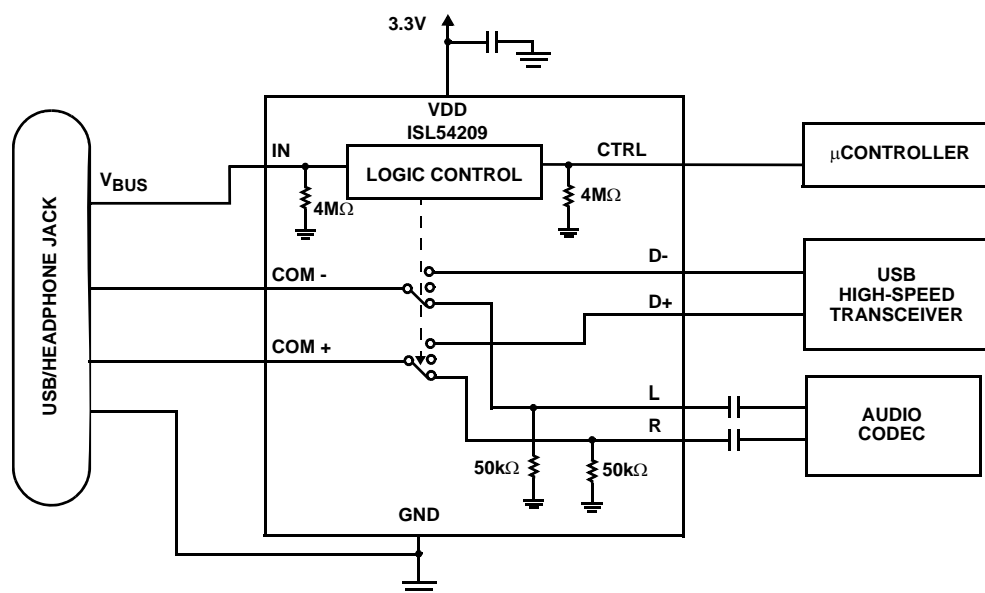 3.3V
VDD
ISL54209
IN
LOGIC CONTROL
CTRL
µCONTROLLER
VBUS
4MΩ
4MΩ
USB/HEADPHONE JACK
COM -
D-
USB
HIGH-SPEED
TRANSCEIVER
D+
COM +
L
R
AUDIO
CODEC
50kΩ
50kΩ
GND